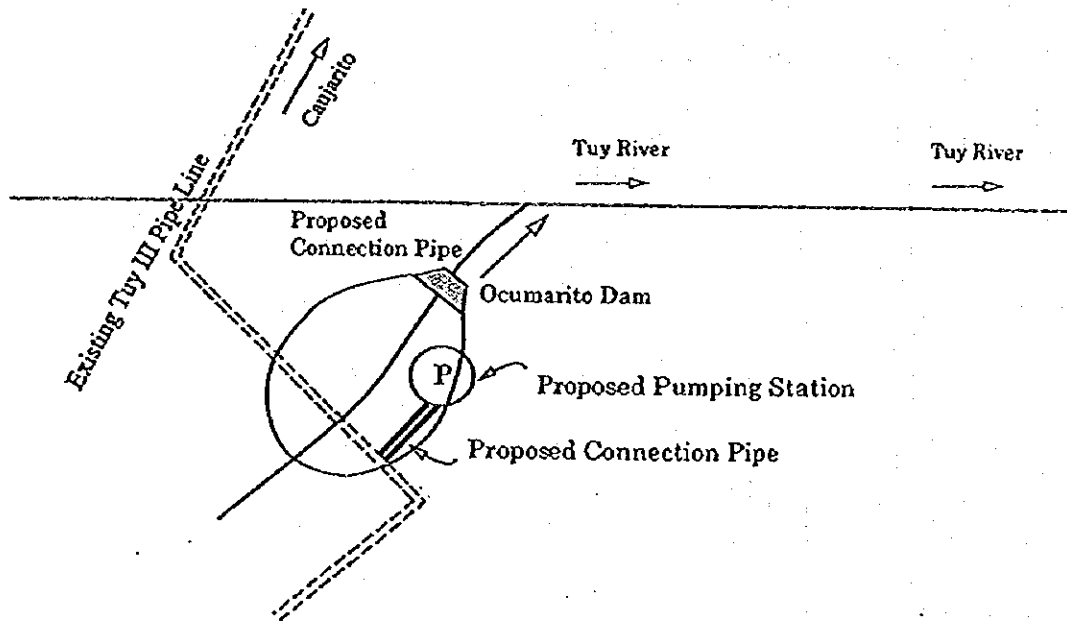 Caujarito
Tuy River
Tuy River
Existing Tuy III Pipe Line
Proposed
Connection Pipe
Ocumarito Dam
P
Proposed Pumping Station
Proposed Connection Pipe